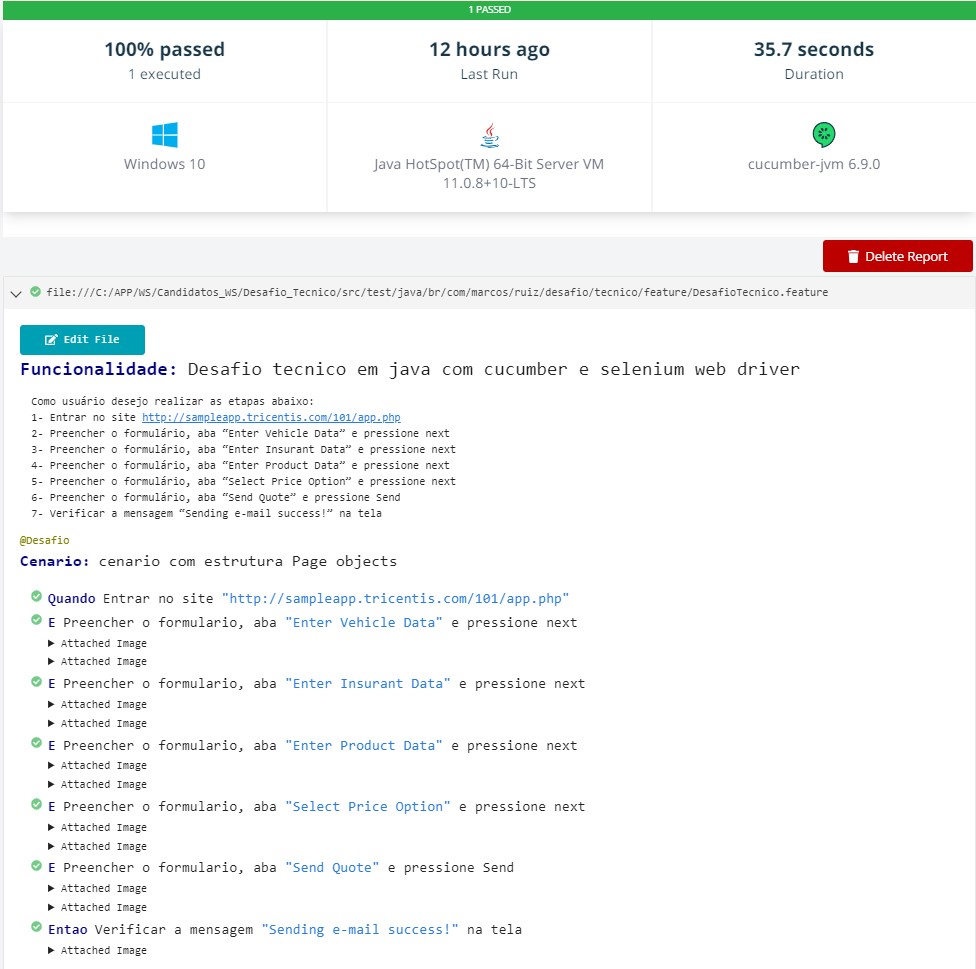 1 PASSED
100% passed
1 executed
12 hours ago
Last Run
35.7 seconds
Duration
Windows 10
Java HotSpot(TM) 64-Bit Server VM
11.0.8+10-LTS
cucumber-jvm 6.9.0
Delete Report
file:///C:/APP/WS/Candidatos_WS/Desafio_Tecnico/src/test/java/br/com/marcos/ruiz/desafio/tecnico/feature/DesafioTecnico.feature
Edit File
Funcionalidade: Desafio tecnico em java com cucumber e selenium web driver
Como usuário desejo realizar as etapas abaixo:
1- Entrar no site http://sampleapp.tricentis.com/101/app.php
2- Preencher o formulário, aba “Enter Vehicle Data” e pressione next
3- Preencher o formulário, aba “Enter Insurant Data” e pressione next
4- Preencher o formulário, aba “Enter Product Data” e pressione next
5- Preencher o formulário, aba “Select Price Option” e pressione next
6- Preencher o formulário, aba “Send Quote” e pressione Send
7- Verificar a mensagem “Sending e-mail success!” na tela
@Desafio
Cenario: cenario com estrutura Page objects
Quando Entrar no site "http://sampleapp.tricentis.com/101/app.php"
E Preencher o formulario, aba "Enter Vehicle Data" e pressione next
Attached Image
Attached Image
E Preencher o formulario, aba "Enter Insurant Data" e pressione next
Attached Image
Attached Image
E Preencher o formulario, aba "Enter Product Data" e pressione next
Attached Image
Attached Image
E Preencher o formulario, aba "Select Price Option" e pressione next
Attached Image
Attached Image
E Preencher o formulario, aba "Send Quote" e pressione Send
Attached Image
Attached Image
Entao Verificar a mensagem "Sending e-mail success!" na tela
Attached Image